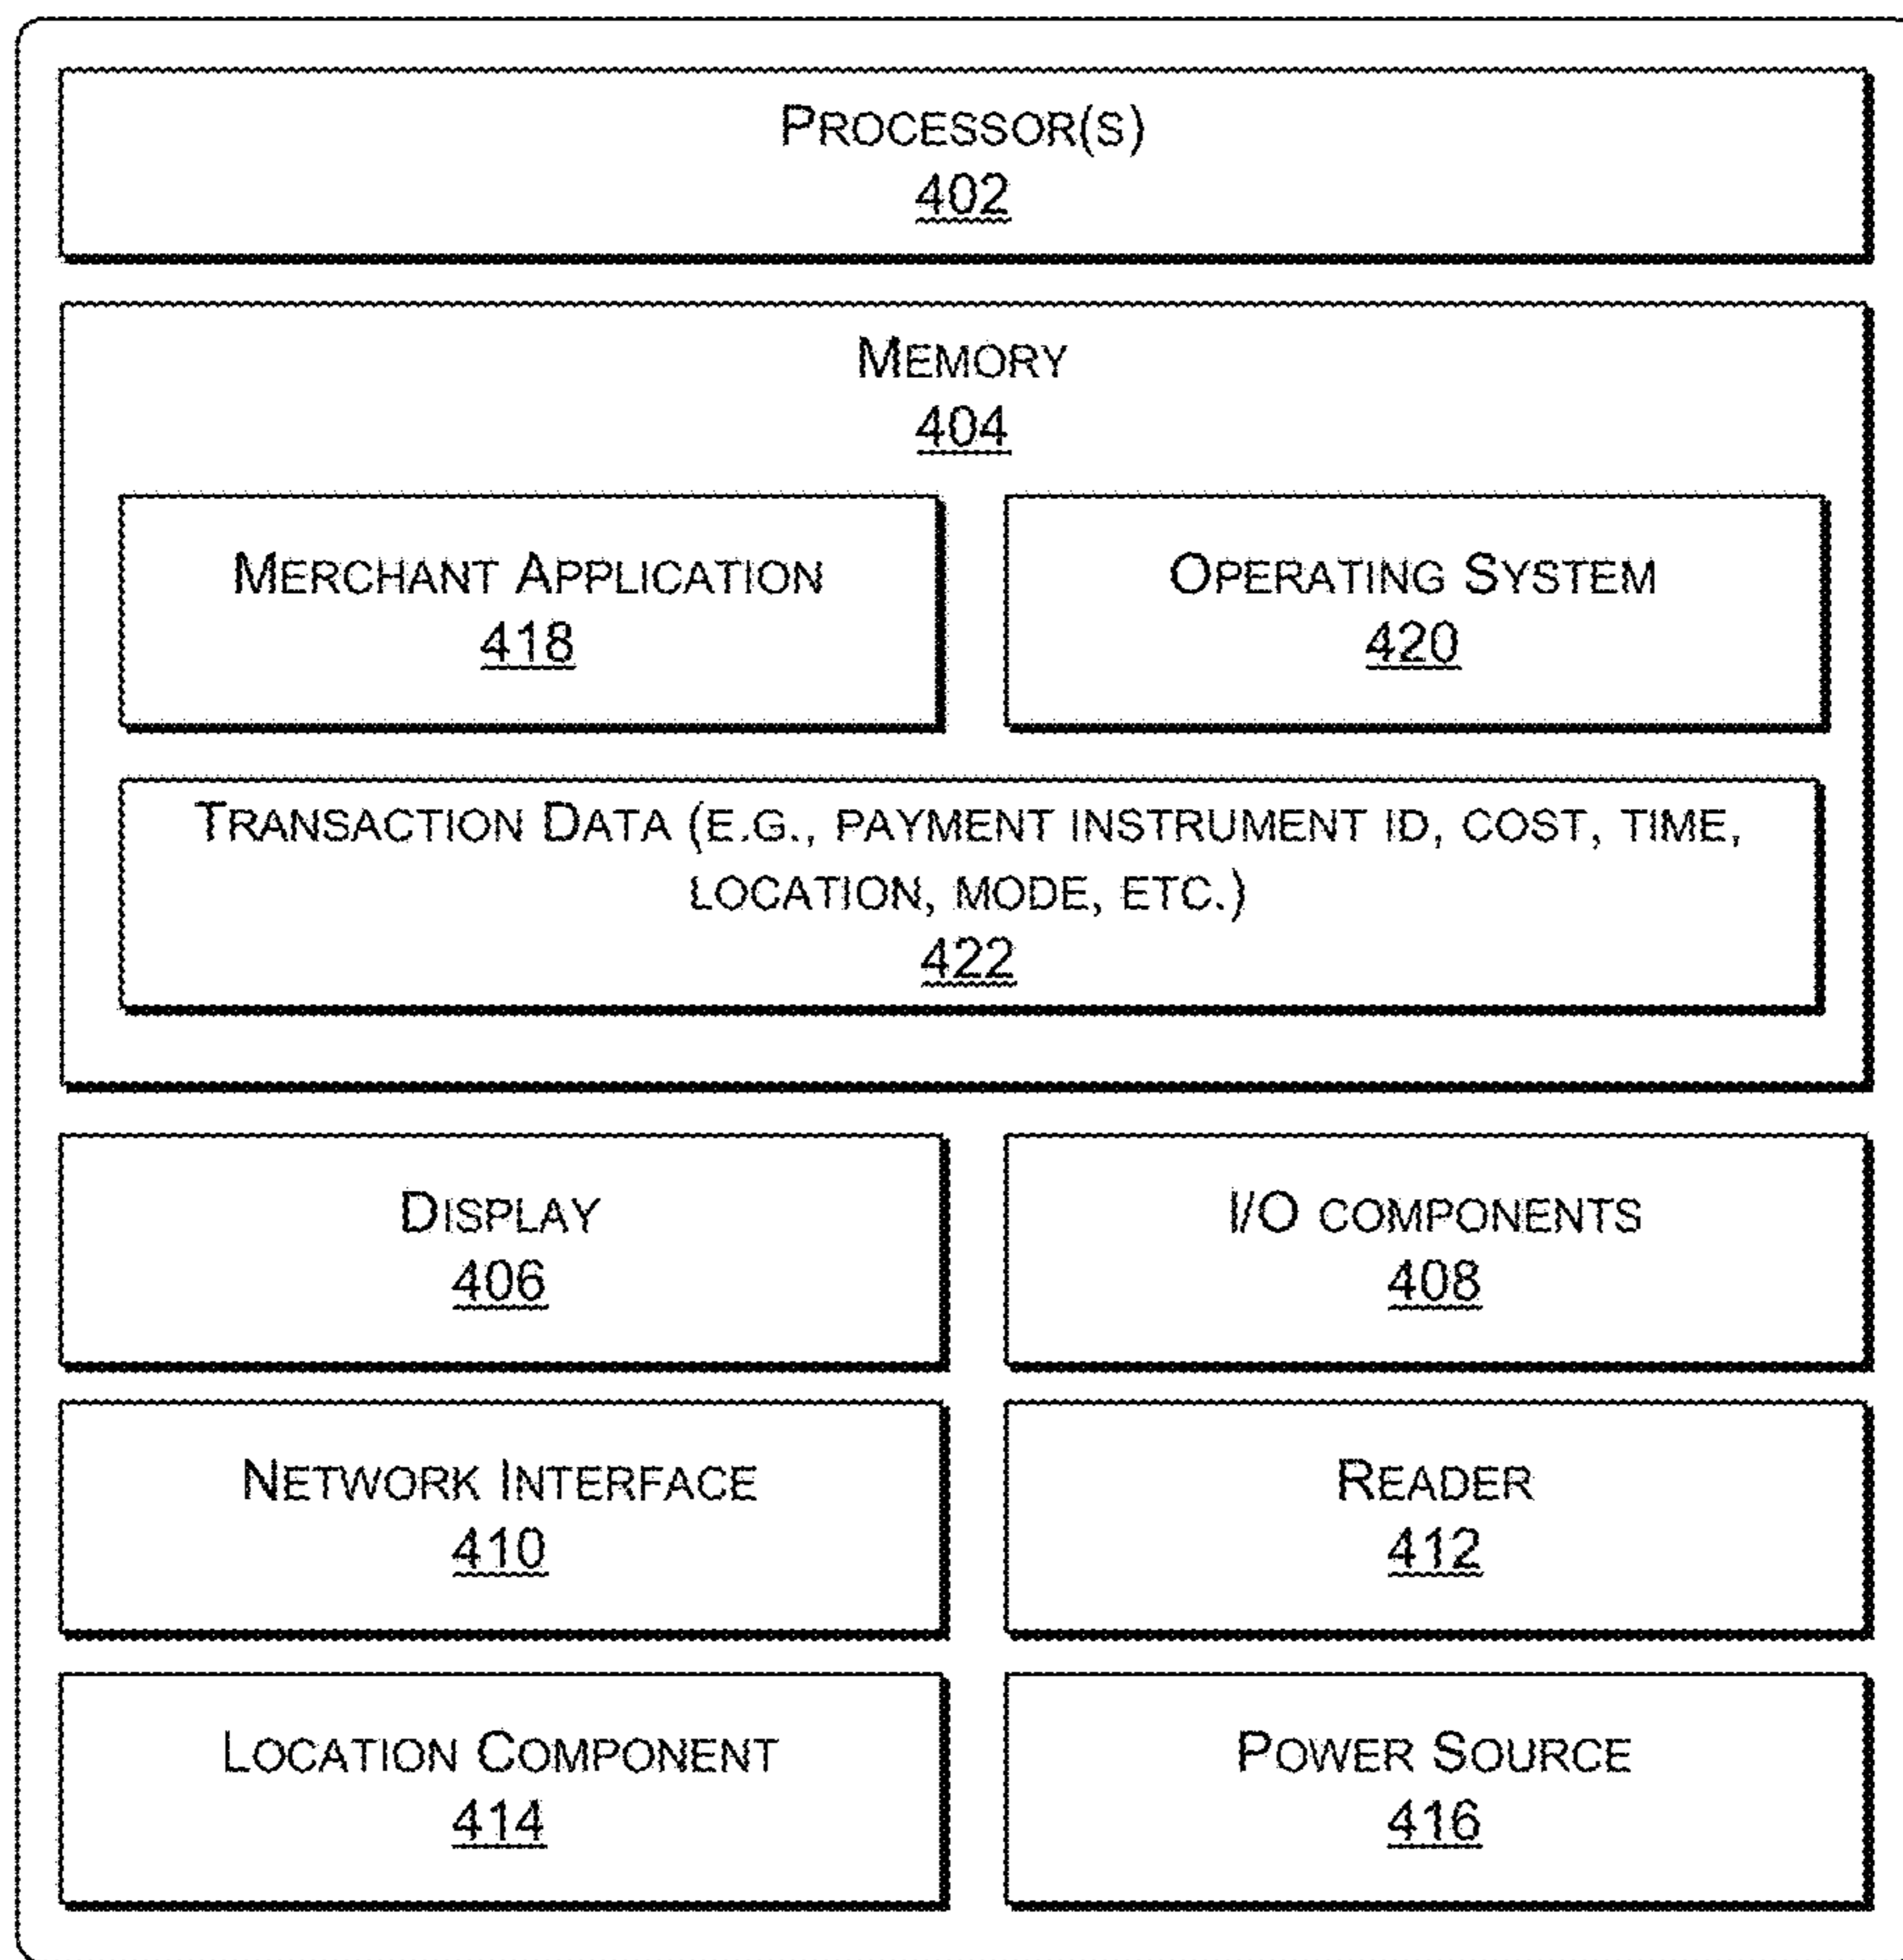 PROCESSOR(S)
402
MEMORY
404
MERCHANT APPLICATION
418
OPERATING SYSTEM
420
TRANSACTION DATA (E.G., PAYMENT INSTRUMENT ID, COST, TIME,
LOCATION, MODE, ETC.)
422
DISPLAY
406
I/O COMPONENTS
408
NETWORK INTERFACE
410
READER
412
LOCATION COMPONENT
414
POWER SOURCE
416